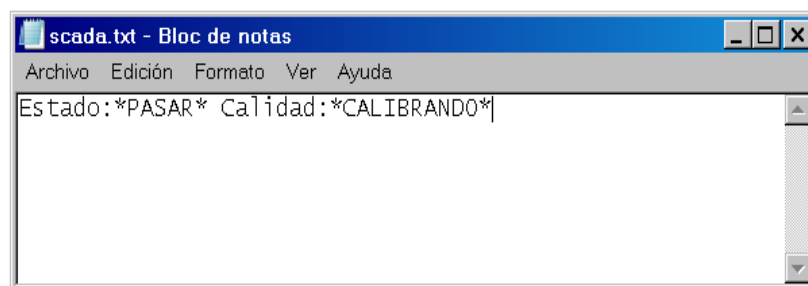 scada.txt - Bloc de notas
Archivo Edición Formato Ver Ayuda
Estado:*PASAR* Calidad:*CALIBRANDO*